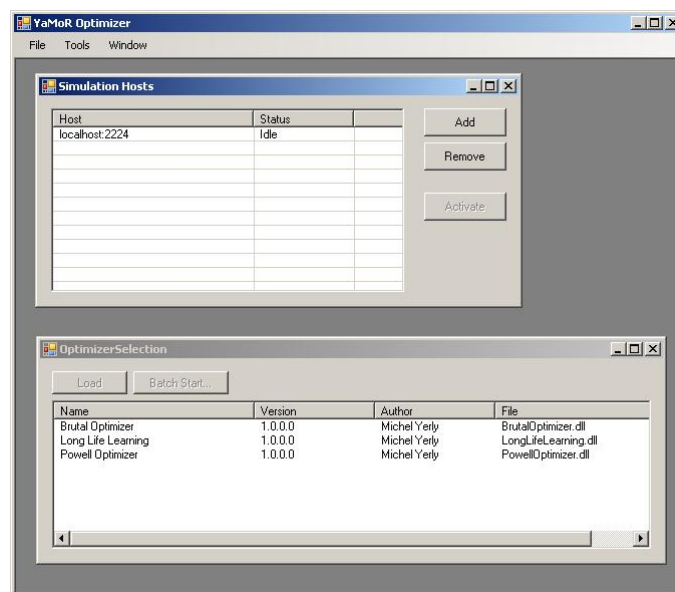 YaMoR Optimizer
File Tools Window
Simulation Hosts
Host Status
localhost:2224 Idle
Add
Remove
Activate
OptimizerSelection
Load Batch Start...
Name Version Author File
Brutal Optimizer 1.0.0.0 Michel Yerly BrutalOptimizer.dll
Long Life Learning 1.0.0.0 Michel Yerly LongLifeLearning.dll
Powell Optimizer 1.0.0.0 Michel Yerly PowellOptimizer.dll